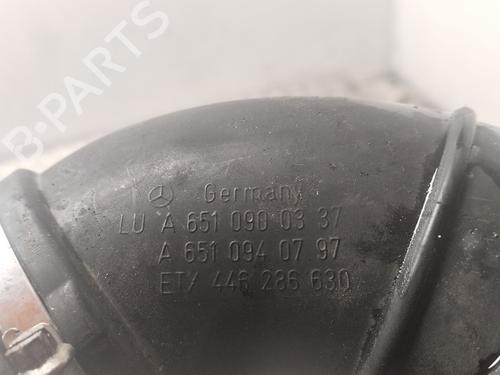 B-PARTS
Germany
LU A 651 090 03 37
A 651 094 07 97
ET/ 446 286 630